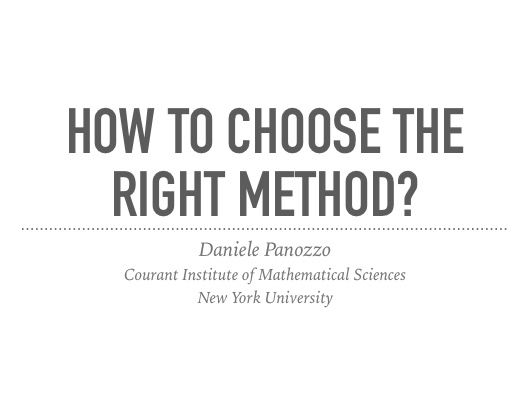 HOW TO CHOOSE THE
RIGHT METHOD?
Daniele Panozzo
Courant Institute of Mathematical Sciences
New York University